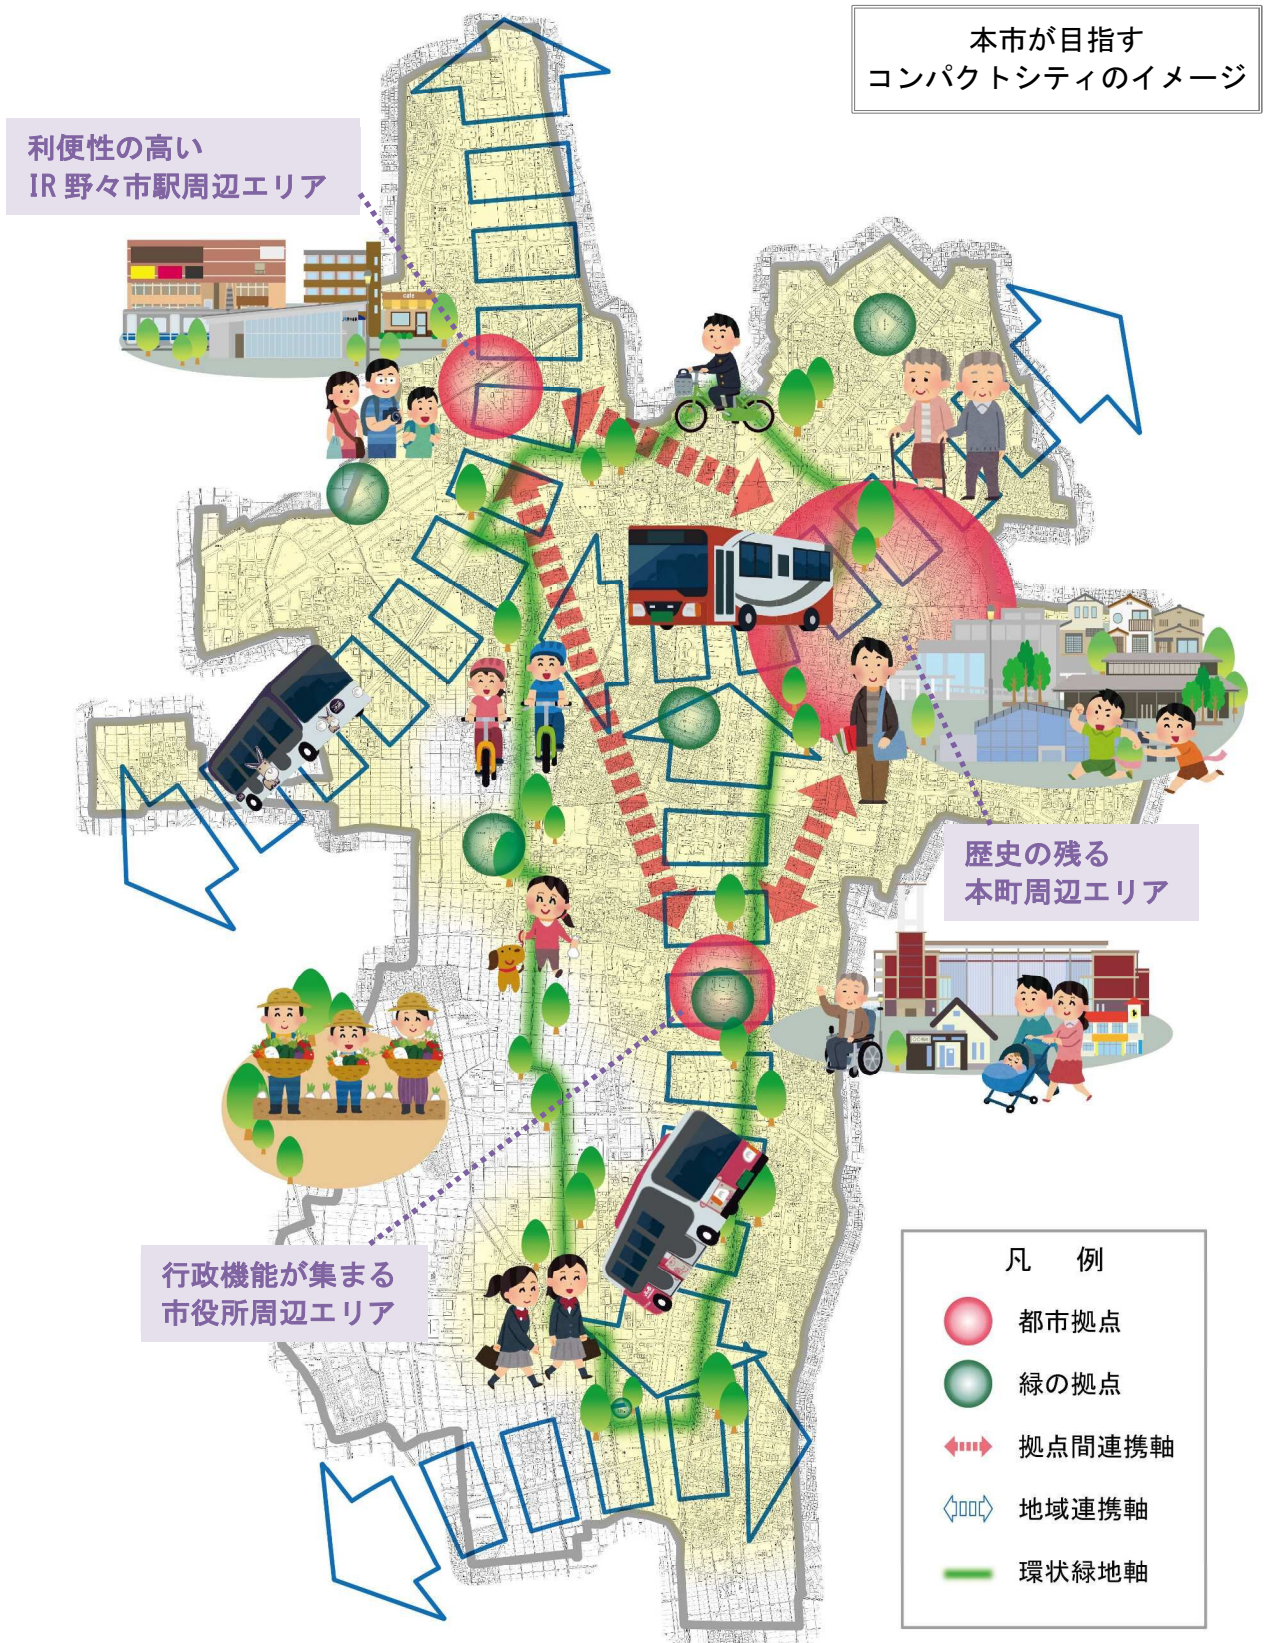 本市が目指す
コンパクトシティのイメージ
利便性の高い
IR 野々市駅周辺エリア
cafe
歴史の残る
本町周辺エリア
行政機能が集まる
市役所周辺エリア
凡　例
都市拠点
緑の拠点
拠点間連携軸
地域連携軸
環状緑地軸